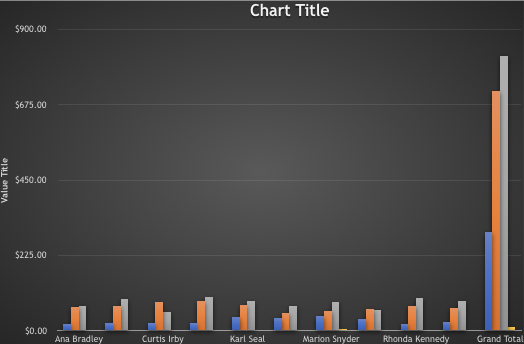 Chart Title
$900.00
$675.00
$450.00
$225.00
$0.00
Value Title
Ana Bradley
Curtis Irby
Karl Seal
Marion Snyder
Rhonda Kennedy
Grand Total